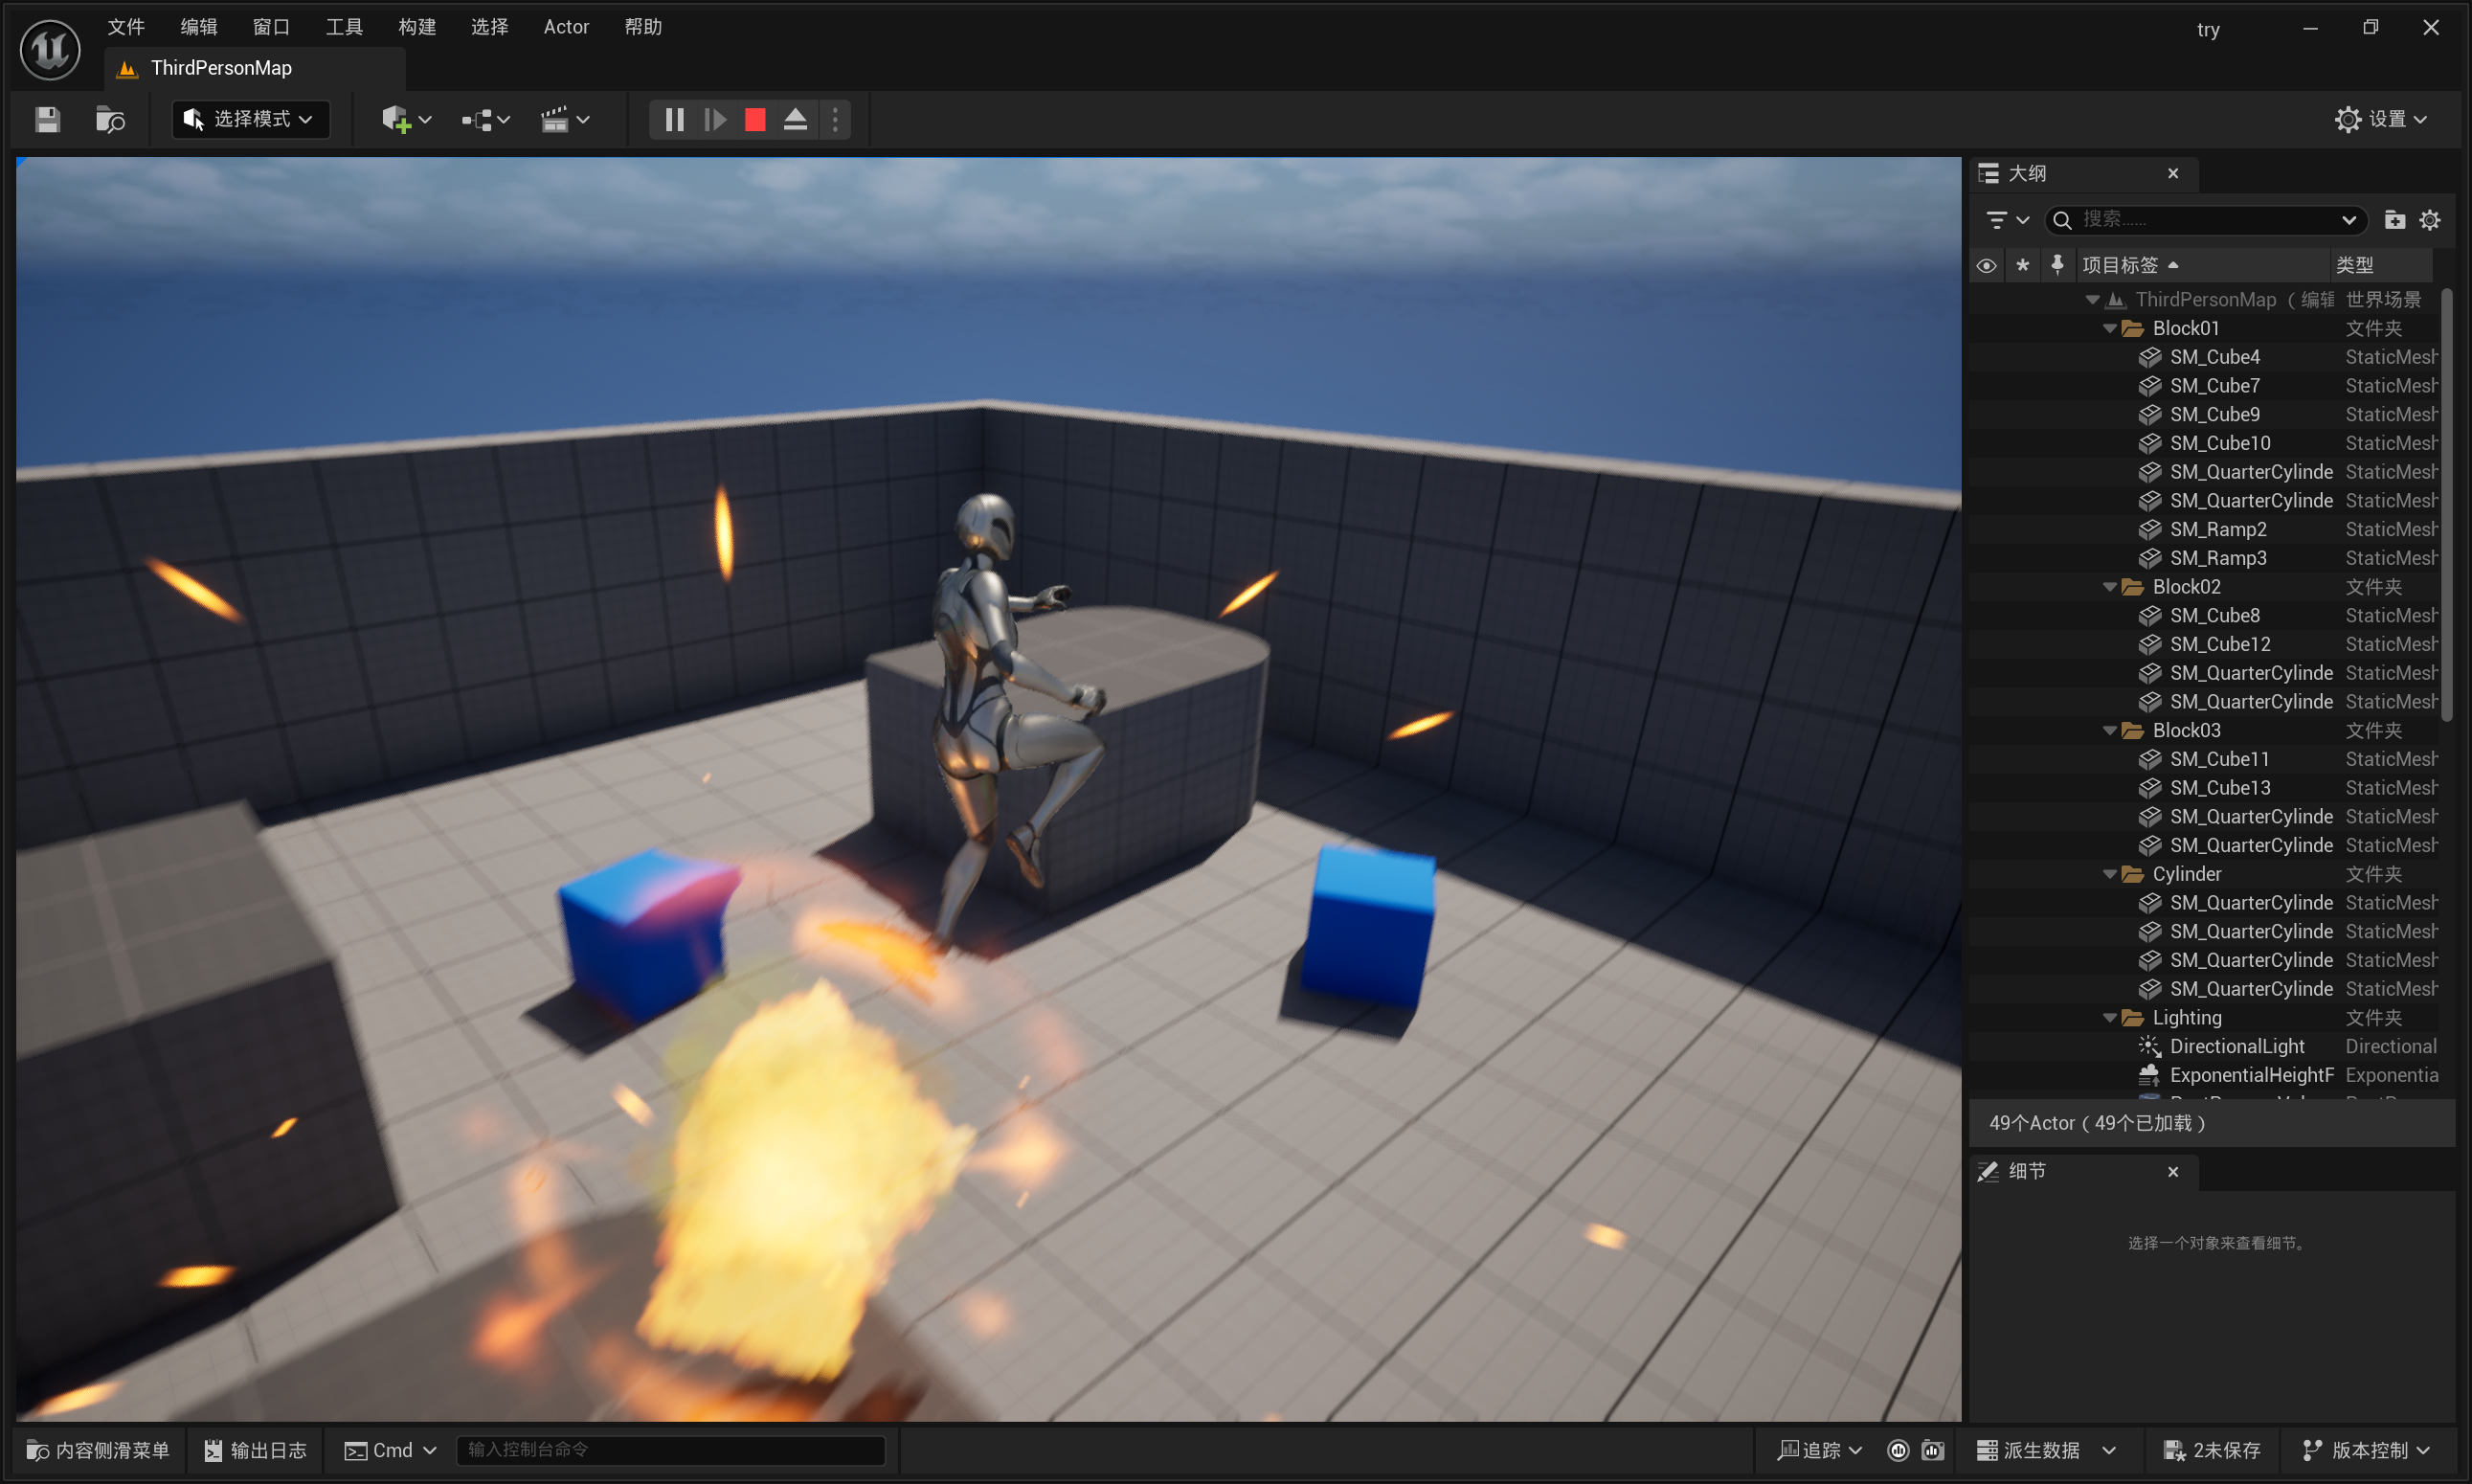 文件 编辑 窗口 工具 构建 选择 Actor 帮助 try
ThirdPersonMap
选择模式 设置
大纲
搜索......
项目标签 类型
ThirdPersonMap（编辑 世界场景
Block01 文件夹
SM_Cube4 StaticMesh
SM_Cube7 StaticMesh
SM_Cube9 StaticMesh
SM_Cube10 StaticMesh
SM_QuarterCylinde StaticMesh
SM_QuarterCylinde StaticMesh
SM_Ramp2 StaticMesh
SM_Ramp3 StaticMesh
Block02 文件夹
SM_Cube8 StaticMesh
SM_Cube12 StaticMesh
SM_QuarterCylinde StaticMesh
SM_QuarterCylinde StaticMesh
Block03 文件夹
SM_Cube11 StaticMesh
SM_Cube13 StaticMesh
SM_QuarterCylinde StaticMesh
SM_QuarterCylinde StaticMesh
Cylinder 文件夹
SM_QuarterCylinde StaticMesh
SM_QuarterCylinde StaticMesh
SM_QuarterCylinde StaticMesh
SM_QuarterCylinde StaticMesh
Lighting 文件夹
DirectionalLight Directional
ExponentialHeightF Exponentia
49个Actor（49个已加载）
细节
选择一个对象来查看细节。
内容侧滑菜单 输出日志 Cmd 输入控制台命令 追踪 派生数据 2未保存 版本控制